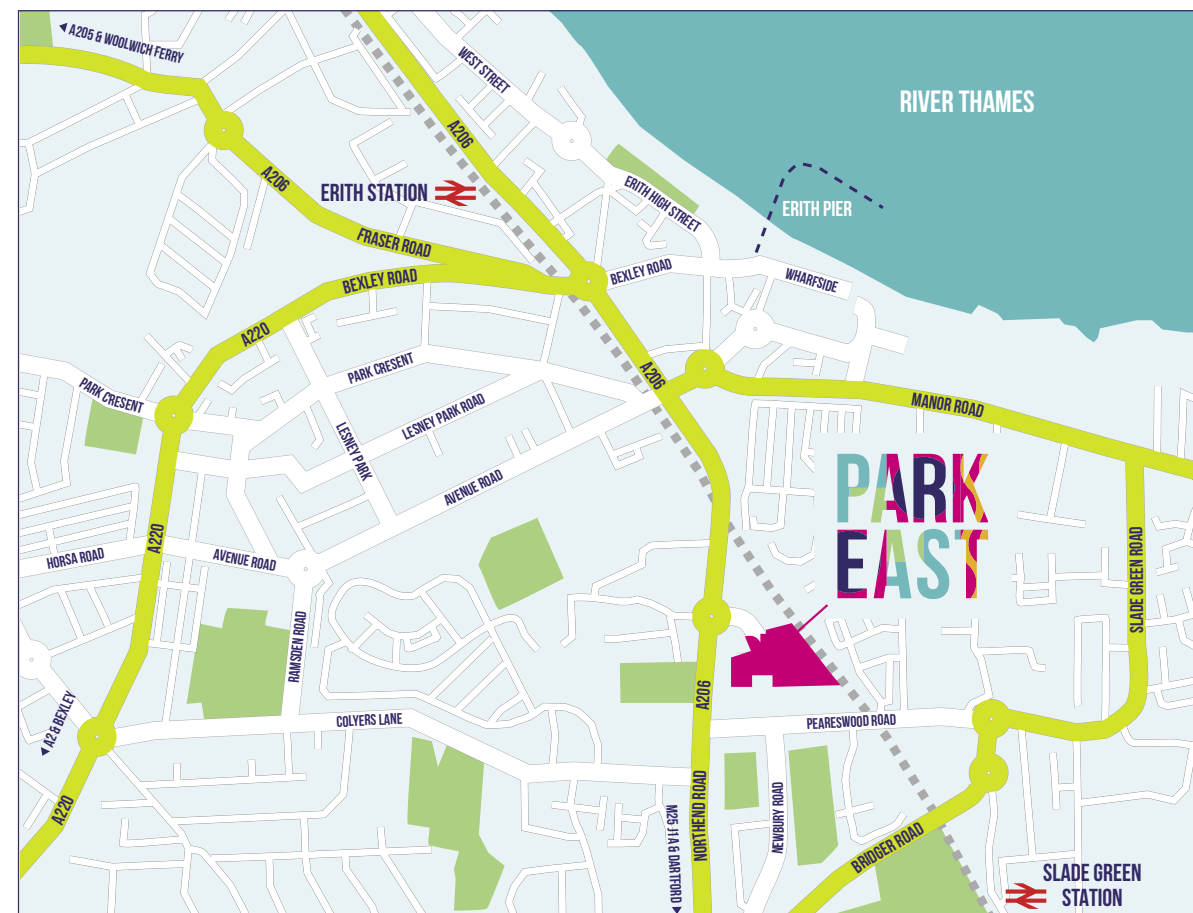 A205 & WOOLWICH FERRY
WEST STREET
RIVER THAMES
A206
A206
ERITH STATION
ERITH HIGH STREET
ERITH PIER
FRASER ROAD
BEXLEY ROAD
BEXLEY ROAD
WHARFSIDE
A220
PARK CRESENT
A206
PARK CRESENT
LESNEY PARK ROAD
MANOR ROAD
LESNEY PARK
AVENUE ROAD
PARK
EAST
A220
HORSA ROAD
AVENUE ROAD
SLADE GREEN ROAD
RAMSDEN ROAD
A206
A2 & BEXLEY
COLYERS LANE
PEARESWOOD ROAD
A220
M25 J1A & DARTFORD
NORTHEND ROAD
NEWBURY ROAD
BRIDGER ROAD
SLADE GREEN
STATION